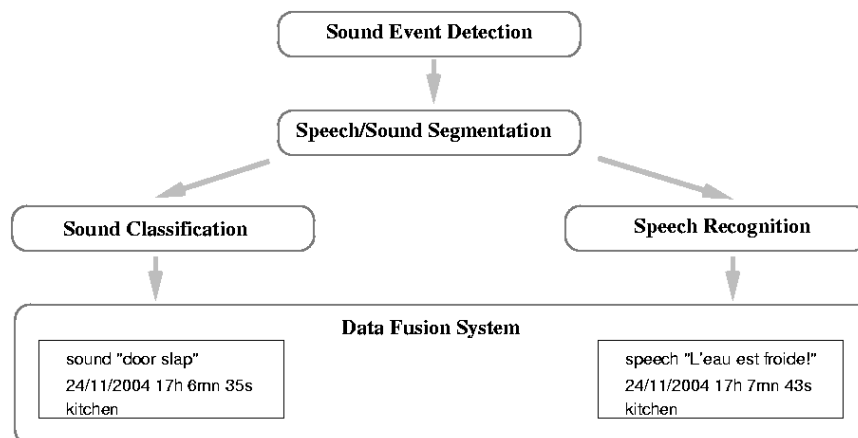 Sound Event Detection
Speech/Sound Segmentation
Sound Classification
Speech Recognition
Data Fusion System
sound "door slap"
24/11/2004 17h 6mn 35s
kitchen
speech "L'eau est froide!"
24/11/2004 17h 7mn 43s
kitchen